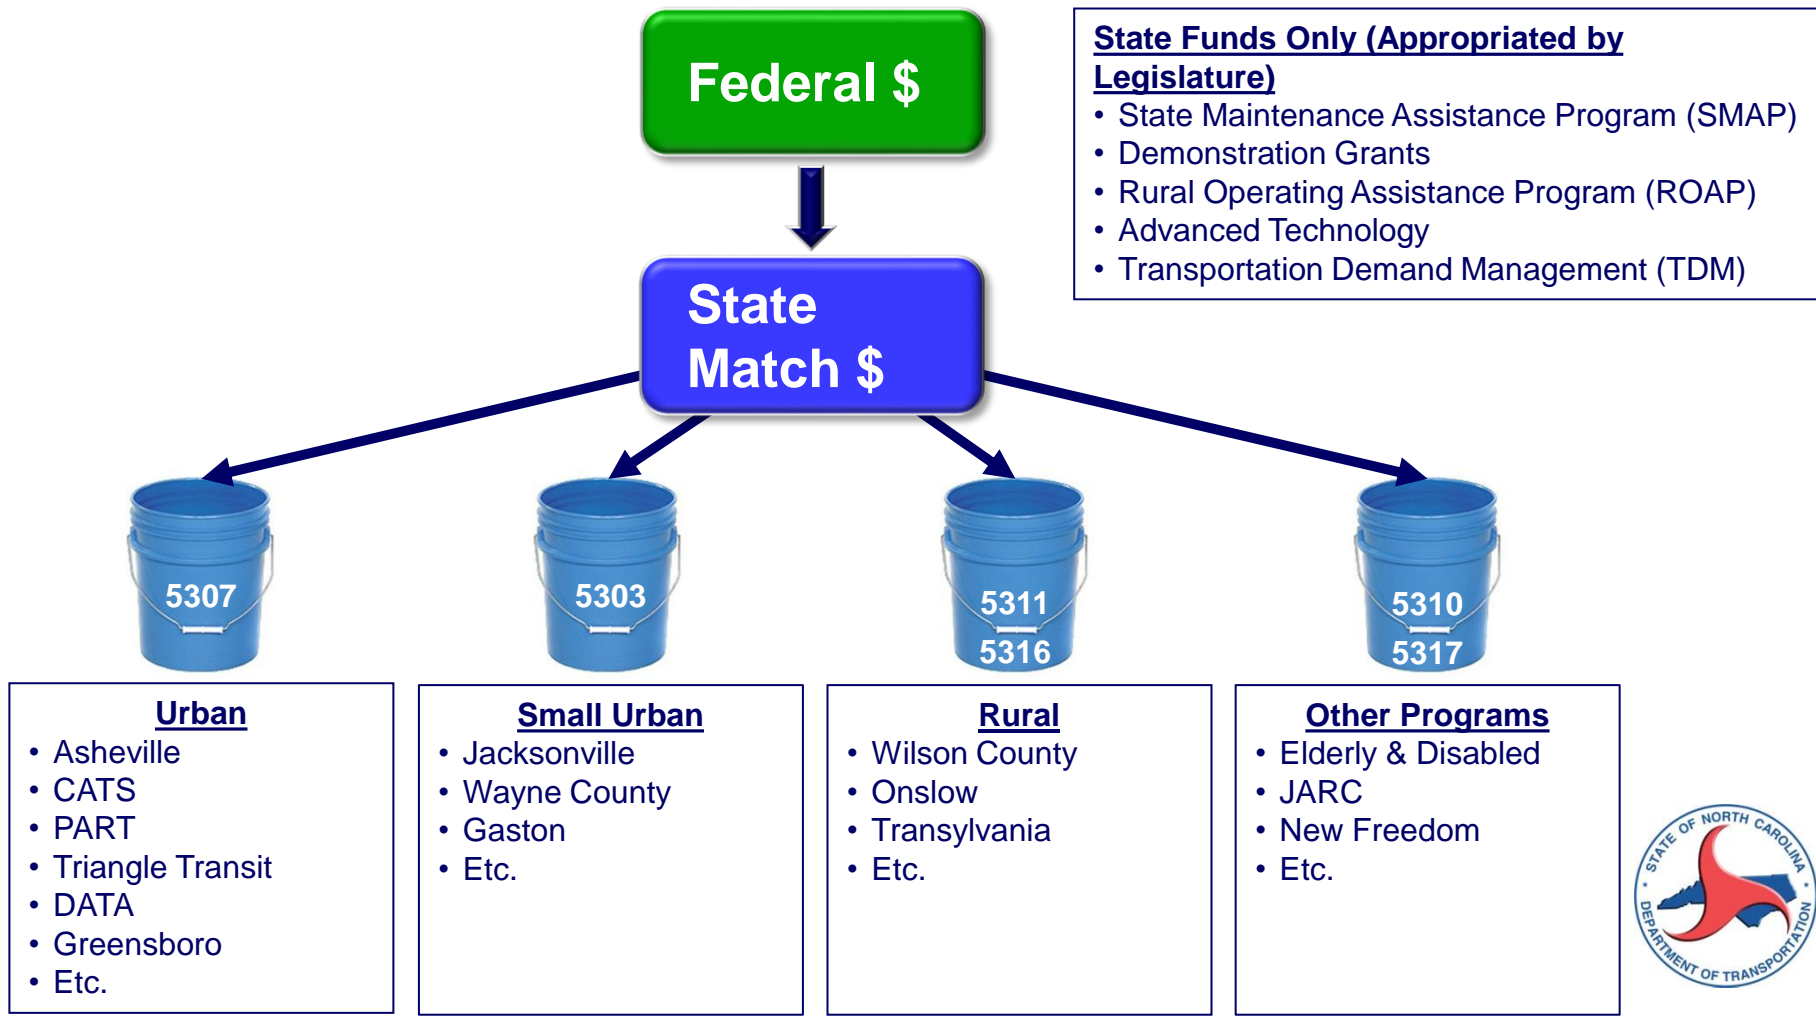 Federal $
State Funds Only (Appropriated by
Legislature)
• State Maintenance Assistance Program (SMAP)
• Demonstration Grants
• Rural Operating Assistance Program (ROAP)
• Advanced Technology
• Transportation Demand Management (TDM)
State
Match $
5307
5303
5311
5316
5310
5317
Urban
• Asheville
• CATS
• PART
• Triangle Transit
• DATA
• Greensboro
• Etc.
Small Urban
• Jacksonville
• Wayne County
• Gaston
• Etc.
Rural
• Wilson County
• Onslow
• Transylvania
• Etc.
Other Programs
• Elderly & Disabled
• JARC
• New Freedom
• Etc.
STATE OF NORTH CAROLINA
DEPARTMENT OF TRANSPORTATION